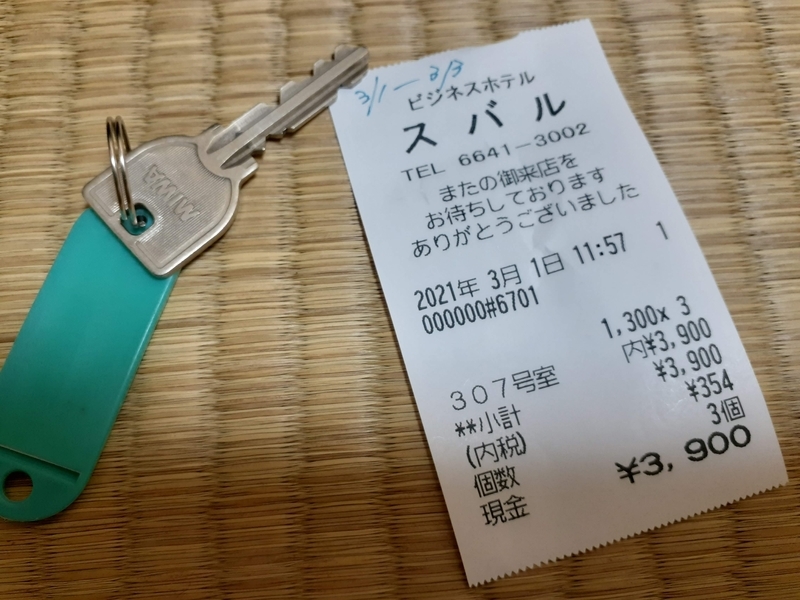 MIWA
3/1 — 3/3
ビジネスホテル
スバル
TEL 6641-3002
またの御来店を
お待ちしております
ありがとうございました
2021年 3月 1日 11:57 1
000000#6701
1,300x 3
307号室 内¥3,900
**小計 ¥3,900
(内税) ¥354
個数 3個
現金 ¥3,900